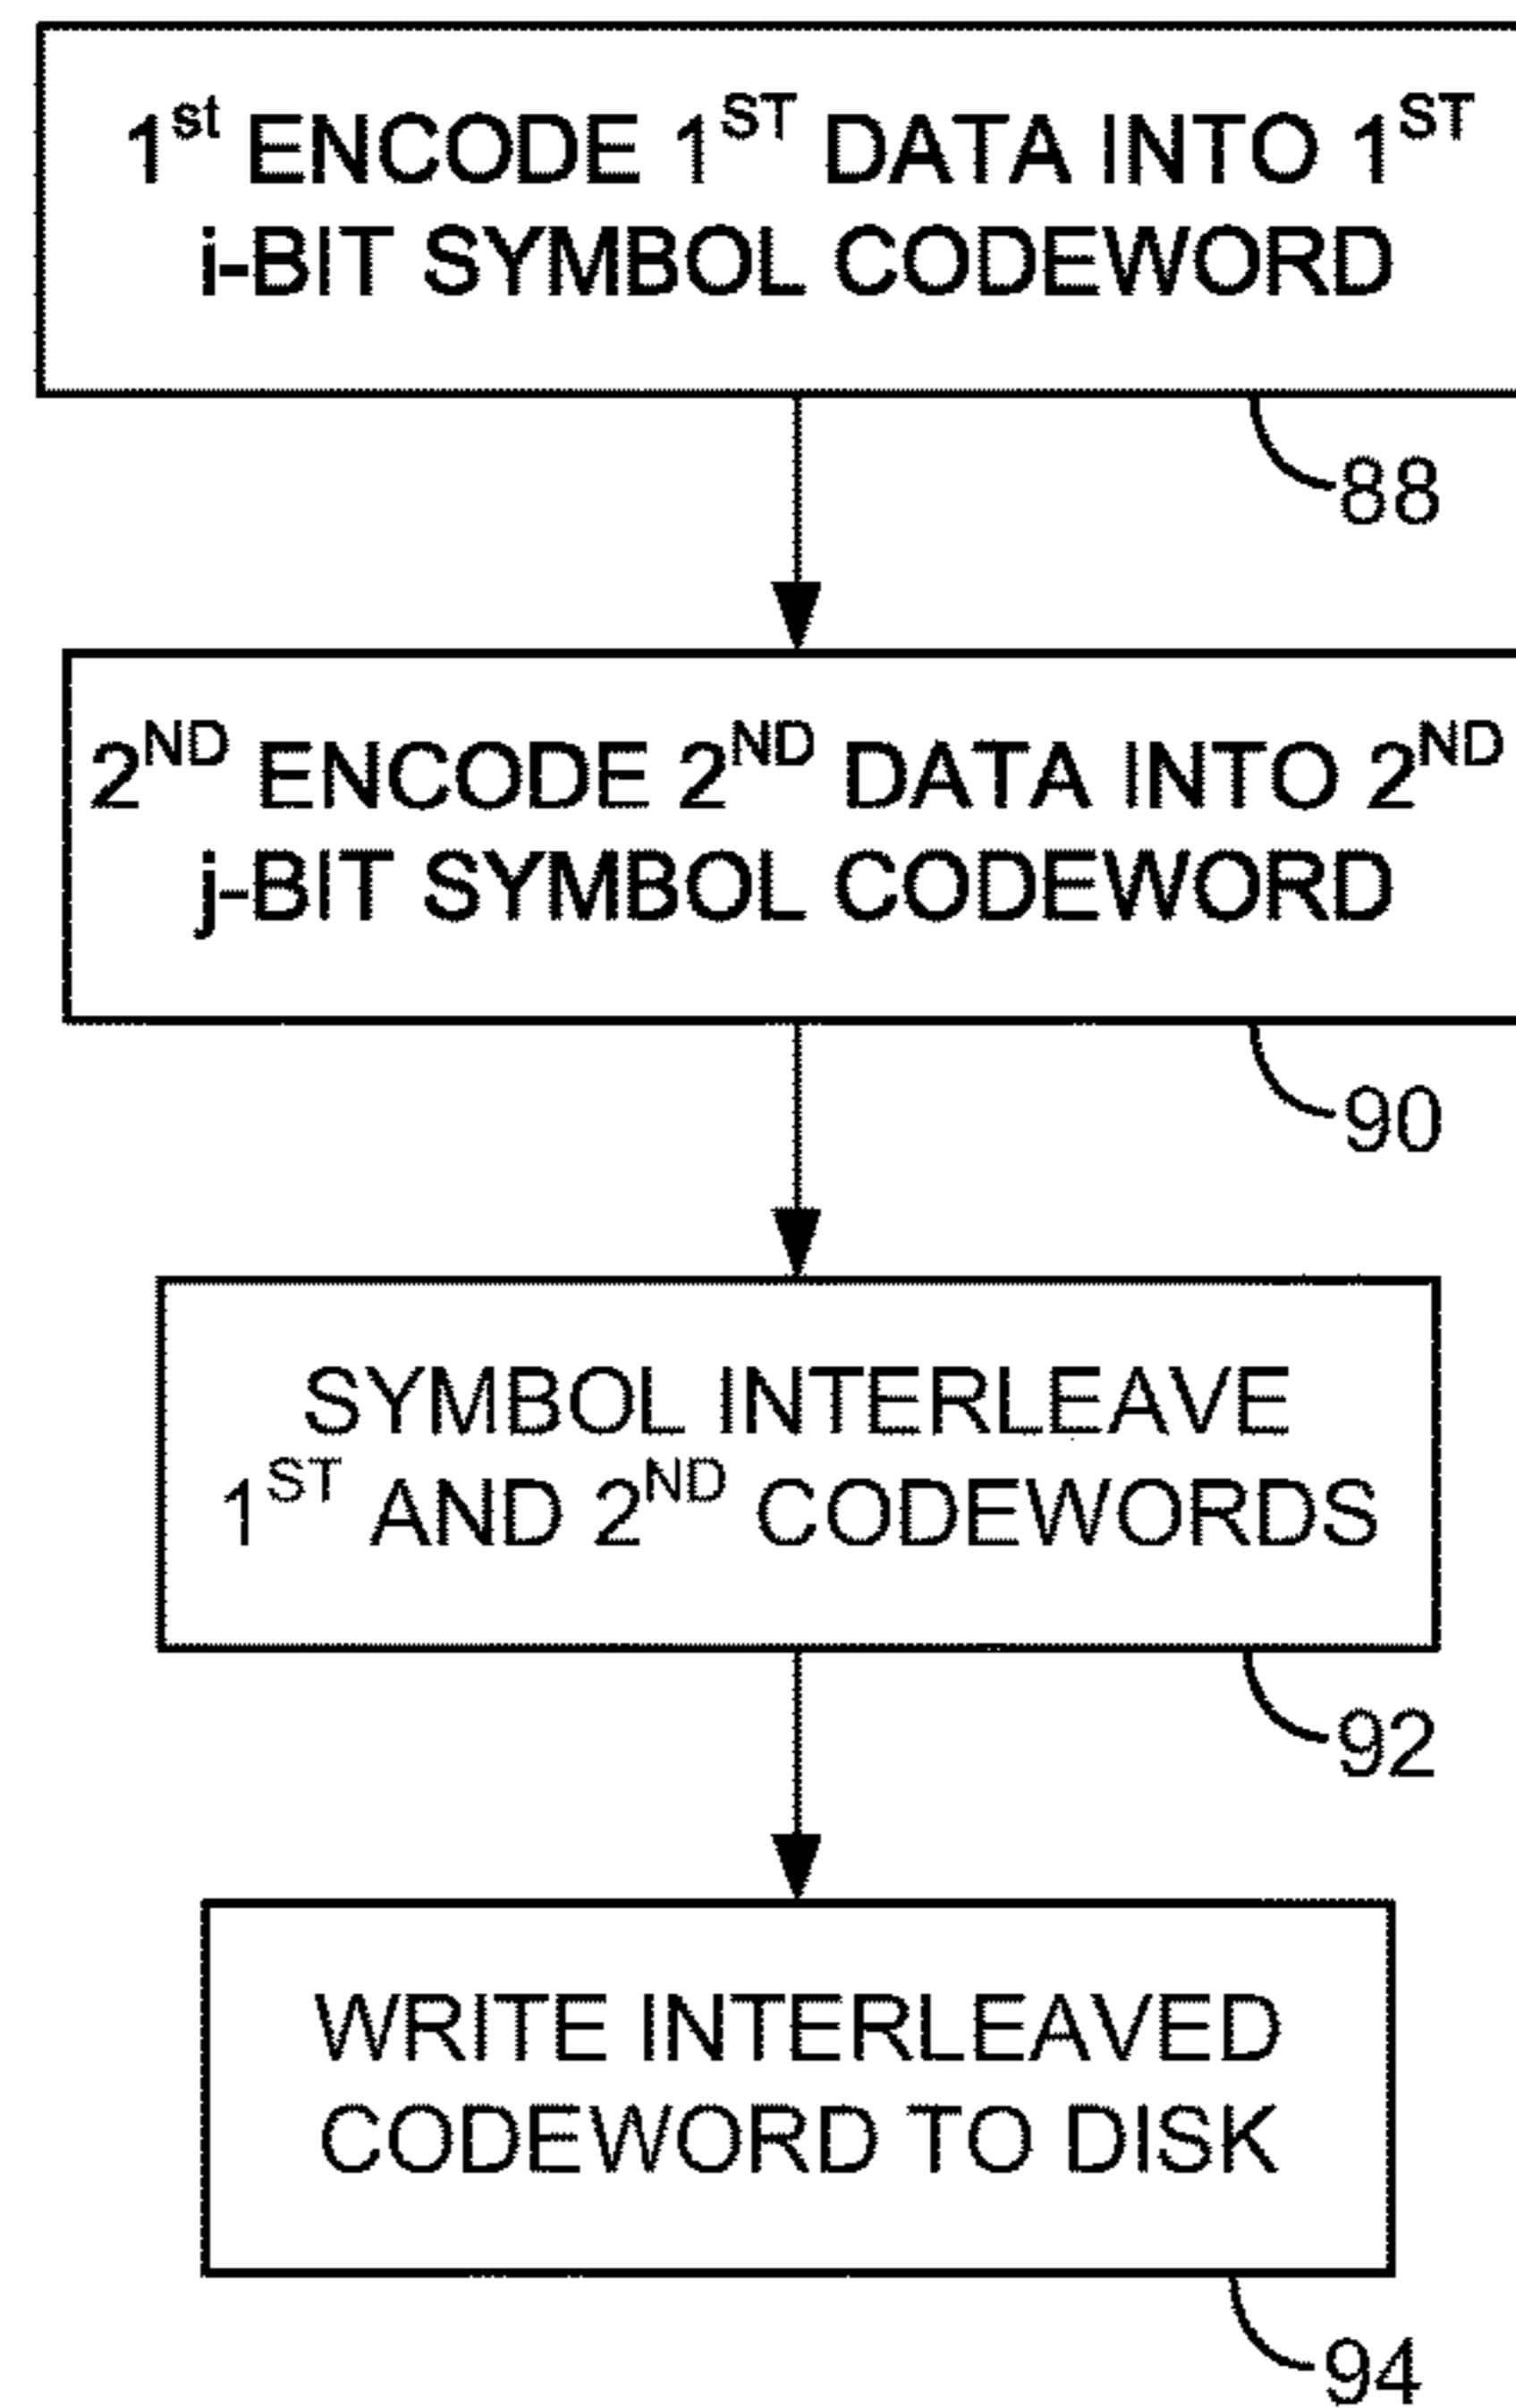 1st ENCODE 1ST DATA INTO 1ST
i-BIT SYMBOL CODEWORD
88
2ND ENCODE 2ND DATA INTO 2ND
j-BIT SYMBOL CODEWORD
90
SYMBOL INTERLEAVE
1ST AND 2ND CODEWORDS
92
WRITE INTERLEAVED
CODEWORD TO DISK
94